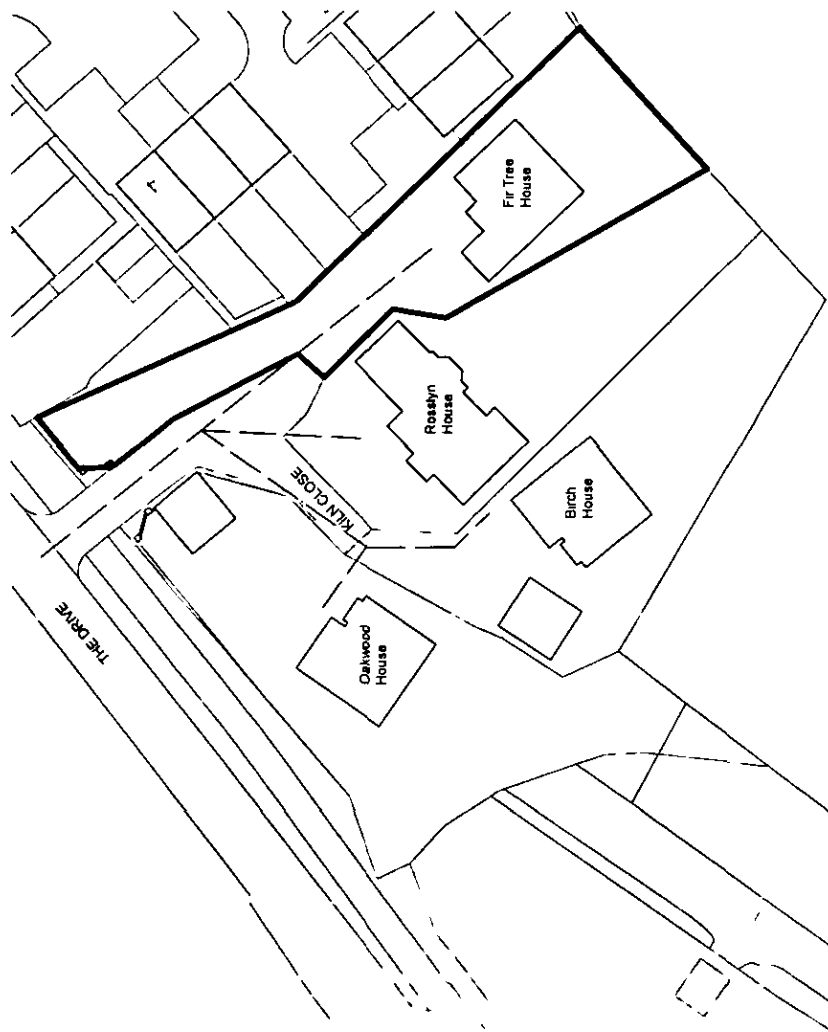 Fir Tree
House
Rosslyn
House
KILN CLOSE
Birch
House
THE DRIVE
Oakwood
House